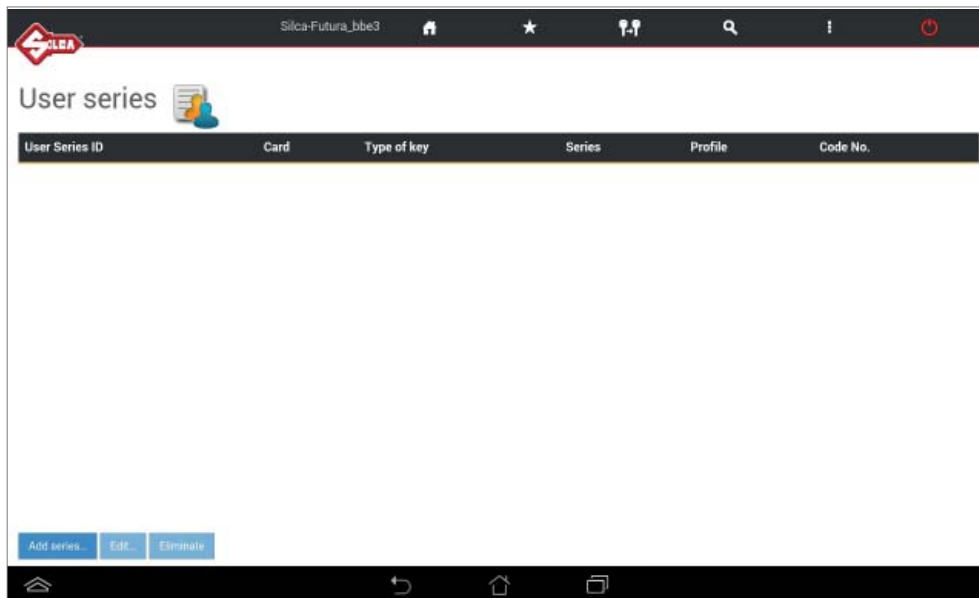 SILCA
Silca-Futura_bbe3
User series
User Series ID Card Type of key Series Profile Code No.
Add series... Edit... Eliminate